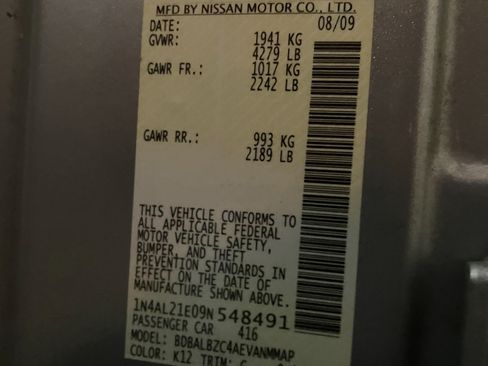 MFD BY NISSAN MOTOR CO., LTD.
DATE: 08/09
GVWR: 1941 KG
4279 LB
GAWR FR.: 1017 KG
2242 LB
GAWR RR.: 993 KG
2189 LB
THIS VEHICLE CONFORMS TO
ALL APPLICABLE FEDERAL
MOTOR VEHICLE SAFETY,
BUMPER, AND THEFT
PREVENTION STANDARDS IN
EFFECT ON THE DATE OF
MANUFACTURE SHOWN ABOVE.
1N4AL21E09N548491
PASSENGER CAR 416
MODEL: BDBALBZC4AEVANMMAP
COLOR: K12 TRIM: